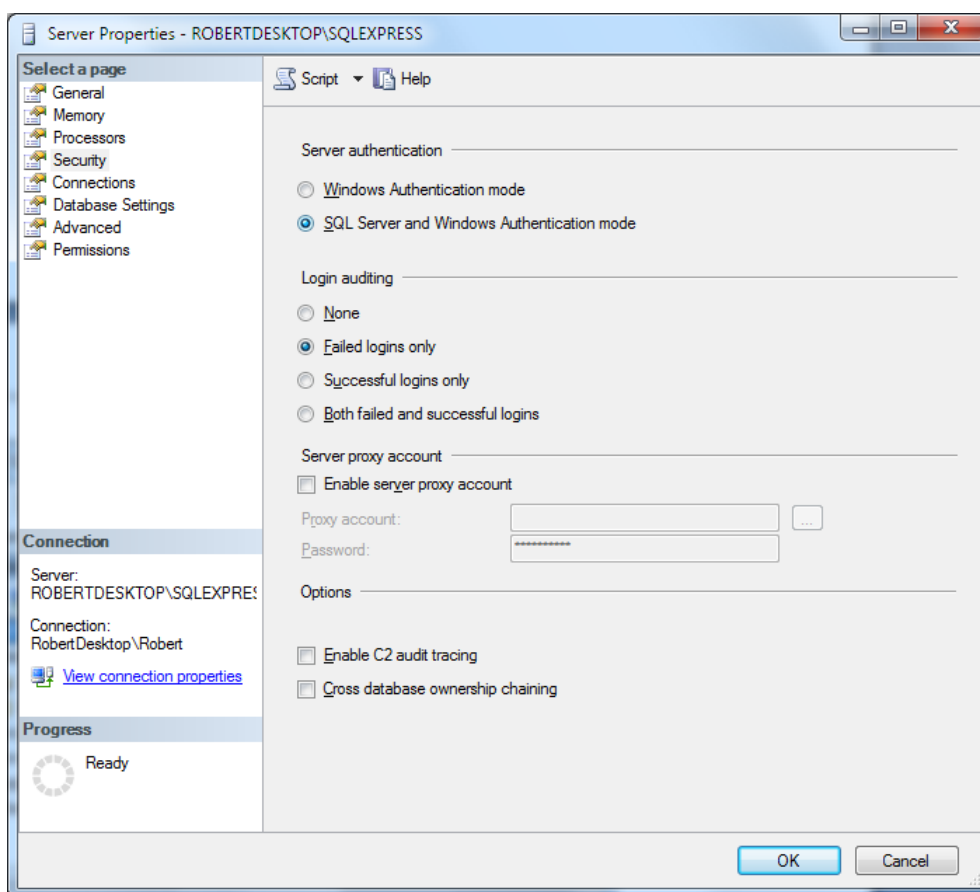 Server Properties - ROBERTDESKTOP\SQLEXPRESS
Select a page
General
Memory
Processors
Security
Connections
Database Settings
Advanced
Permissions
Script
Help
Server authentication
Windows Authentication mode
SQL Server and Windows Authentication mode
Login auditing
None
Failed logins only
Successful logins only
Both failed and successful logins
Server proxy account
Enable server proxy account
Proxy account:
...
Password:
**********
Options
Enable C2 audit tracing
Cross database ownership chaining
Connection
Server:
ROBERTDESKTOP\SQLEXPRES
Connection:
RobertDesktop\Robert
View connection properties
Progress
Ready
OK
Cancel